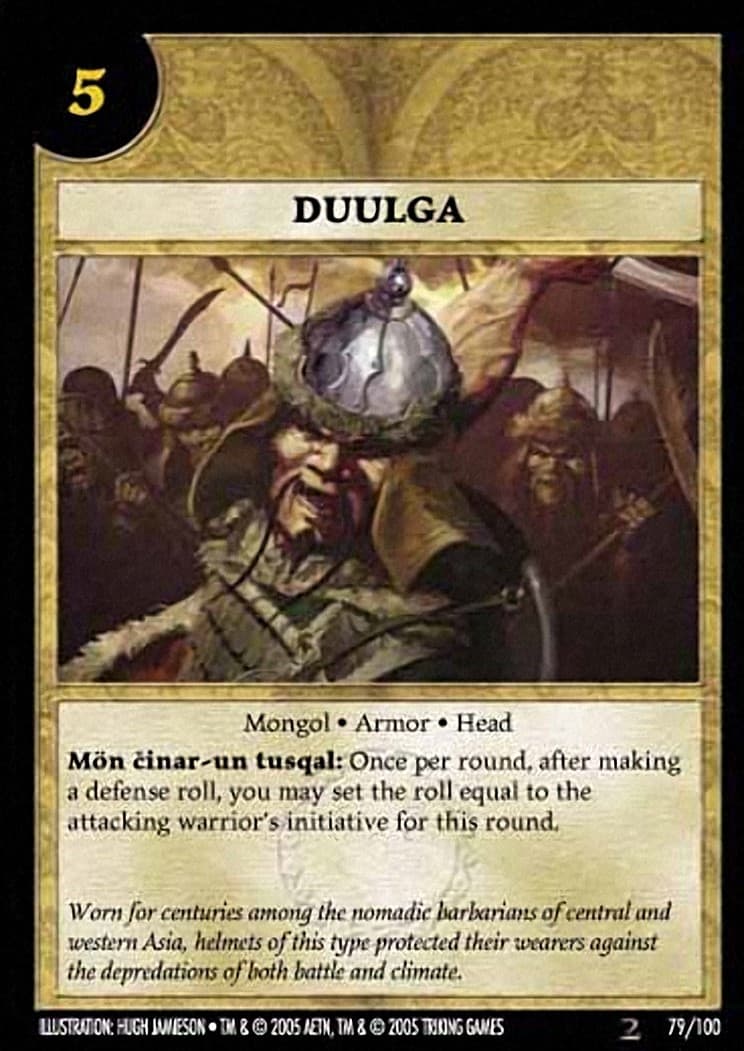 5
DUULGA
Mongol • Armor • Head
Mön činar-un tusqal: Once per round, after making
a defense roll, you may set the roll equal to the
attacking warrior's initiative for this round.
Worn for centuries among the nomadic barbarians of central and
western Asia, helmets of this type protected their wearers against
the depredations of both battle and climate.
ILLUSTRATION: HUGH JAMIESON • TM & © 2005 AETN, TM & © 2005 TRIKING GAMES 2 79/100